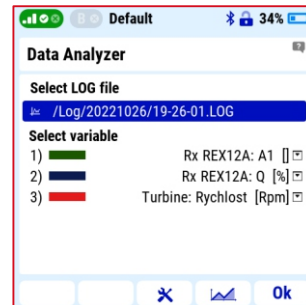 B Default 34%
Data Analyzer
Select LOG file
/Log/20221026/19-26-01.LOG
Select variable
1) Rx REX12A: A1 []
2) Rx REX12A: Q [%]
3) Turbine: Rychlost [Rpm]
Ok